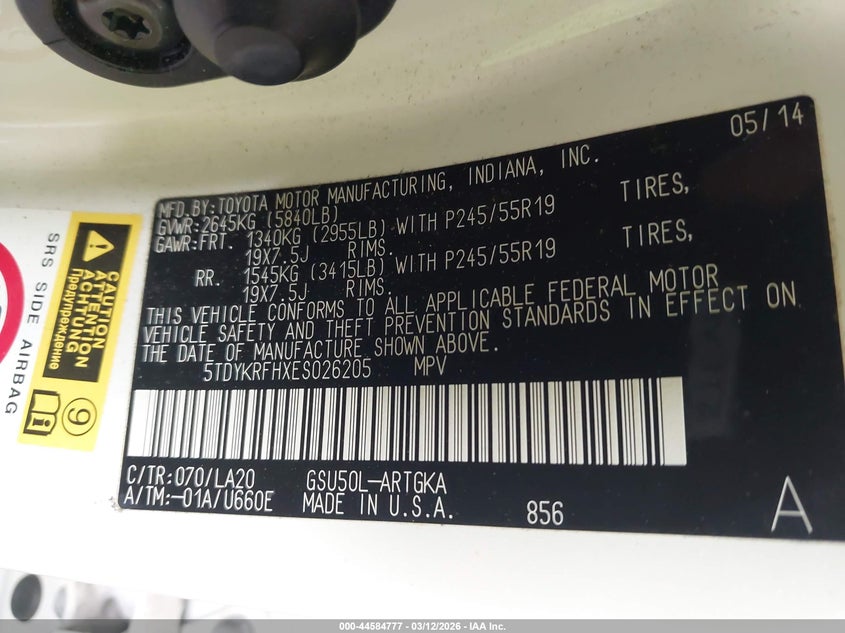 05/14
MFD.BY:TOYOTA MOTOR MANUFACTURING, INDIANA, INC.
GVWR:2645KG (5840LB)
GAWR:FRT. 1340KG (2955LB) WITH P245/55R19 TIRES,
19X7.5J RIMS.
RR. 1545KG (3415LB) WITH P245/55R19 TIRES,
19X7.5J RIMS.
THIS VEHICLE CONFORMS TO ALL APPLICABLE FEDERAL MOTOR
VEHICLE SAFETY AND THEFT PREVENTION STANDARDS IN EFFECT ON
THE DATE OF MANUFACTURE SHOWN ABOVE.
5TDYKRFHXES026205 MPV
C/TR:070/LA20 GSU50L-ARTGKA
A/TM:-01A/U660E MADE IN U.S.A. 856 A
SRS SIDE AIRBAG
CAUTION
ATTENTION
ACHTUNG
Предупреждение
9
000-44584777 - 03/12/2026 - IAA Inc.